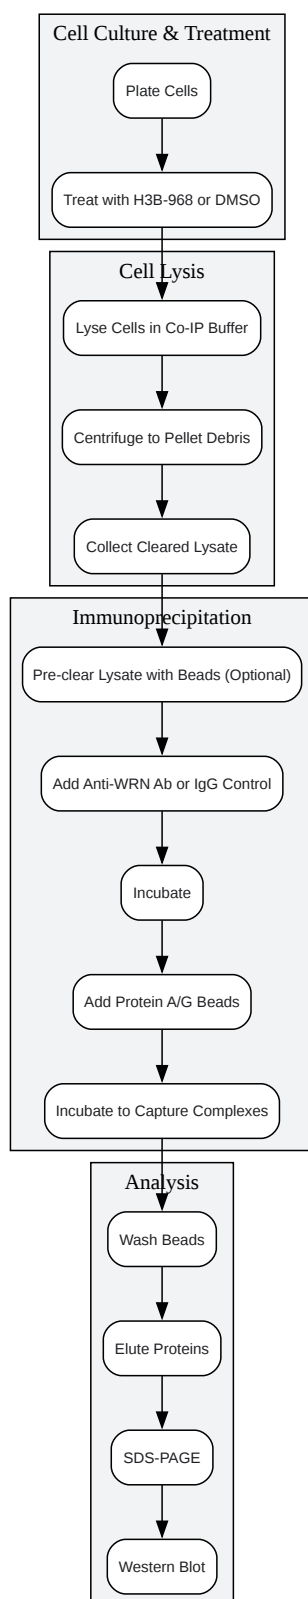 Cell Culture & Treatment
Plate Cells
Treat with H3B-968 or DMSO
Cell Lysis
Lyse Cells in Co-IP Buffer
Centrifuge to Pellet Debris
Collect Cleared Lysate
Immunoprecipitation
Pre-clear Lysate with Beads (Optional)
Add Anti-WRN Ab or IgG Control
Incubate
Add Protein A/G Beads
Incubate to Capture Complexes
Analysis
Wash Beads
Elute Proteins
SDS-PAGE
Western Blot